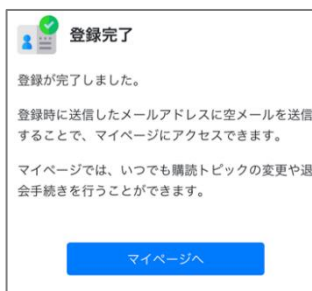 登録完了
登録が完了しました。
登録時に送信したメールアドレスに空メールを送信
することで、マイページにアクセスできます。
マイページでは、いつでも購読トピックの変更や退
会手続きを行うことができます。
マイページへ